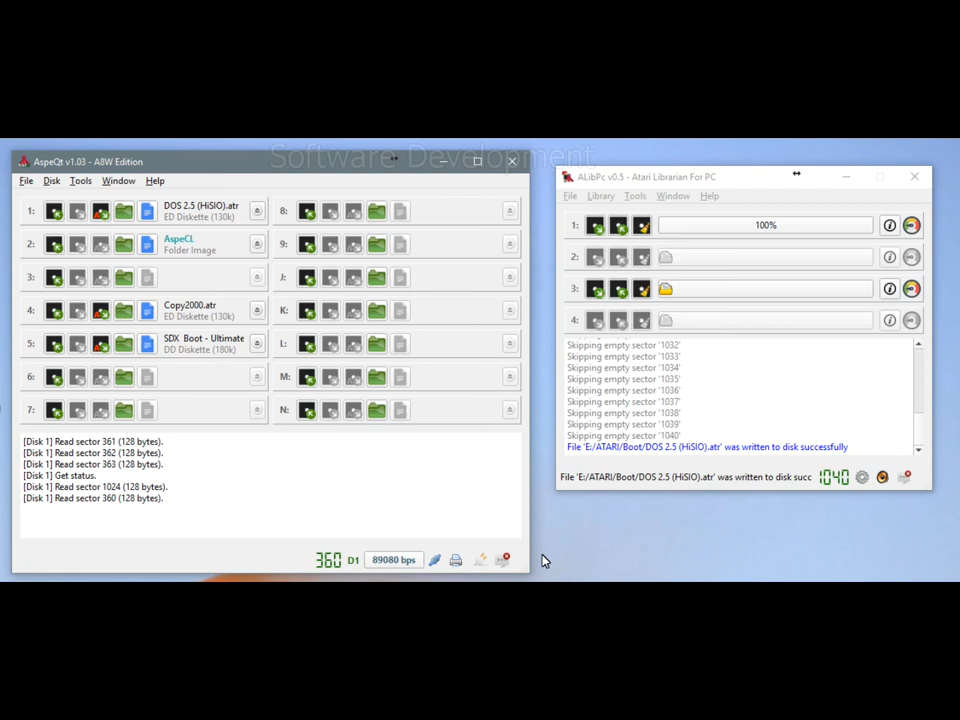 Software Development
AspeQt v1.03 - A8W Edition
File Disk Tools Window Help
1: DOS 2.5 (HiSIO).atr
ED Diskette (130k)
2: AspeCL
Folder Image
3:
4: Copy2000.atr
ED Diskette (130k)
5: SDX Boot - Ultimate
DD Diskette (180k)
6:
7:
8:
9:
J:
K:
L:
M:
N:
[Disk 1] Read sector 361 (128 bytes).
[Disk 1] Read sector 362 (128 bytes).
[Disk 1] Read sector 363 (128 bytes).
[Disk 1] Get status.
[Disk 1] Read sector 1024 (128 bytes).
[Disk 1] Read sector 360 (128 bytes).
360 D1 89080 bps
ALibPc v0.5 - Atari Librarian For PC
File Library Tools Window Help
1: 100%
2:
3:
4:
Skipping empty sector '1032'
Skipping empty sector '1033'
Skipping empty sector '1034'
Skipping empty sector '1035'
Skipping empty sector '1036'
Skipping empty sector '1037'
Skipping empty sector '1038'
Skipping empty sector '1039'
Skipping empty sector '1040'
File 'E:/ATARI/Boot/DOS 2.5 (HiSIO).atr' was written to disk successfully
File 'E:/ATARI/Boot/DOS 2.5 (HiSIO).atr' was written to disk succ 1040